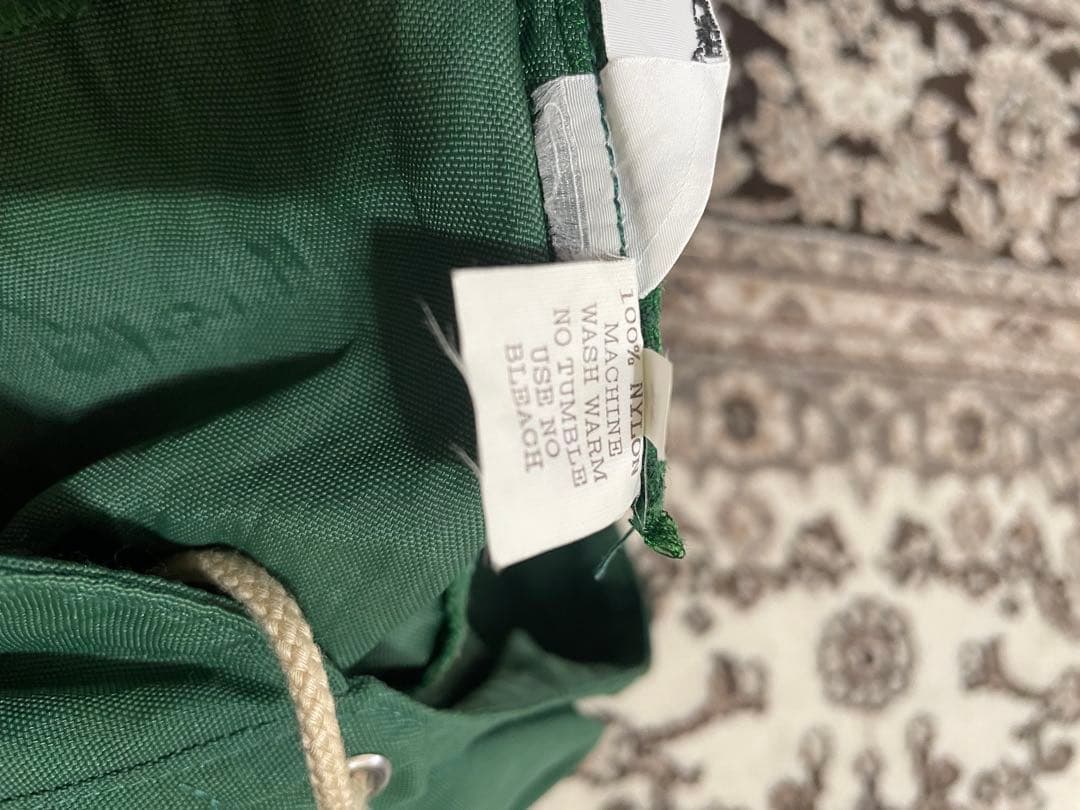 100% NYLON
MACHINE
WASH WARM
NO TUMBLE
USE NO
BLEACH